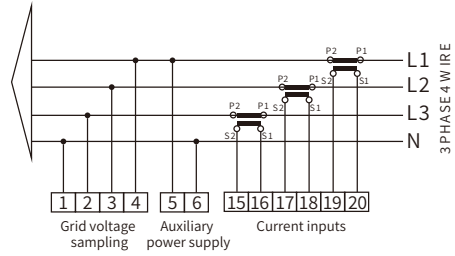 P2 P1 L1
P2 P1 S2 S1 L2
P2 P1 S2 S1 L3
S2 S1 N
3 PHASE 4 WIRE
1 2 3 4 5 6 15 16 17 18 19 20
Grid voltage
sampling
Auxiliary
power supply
Current inputs